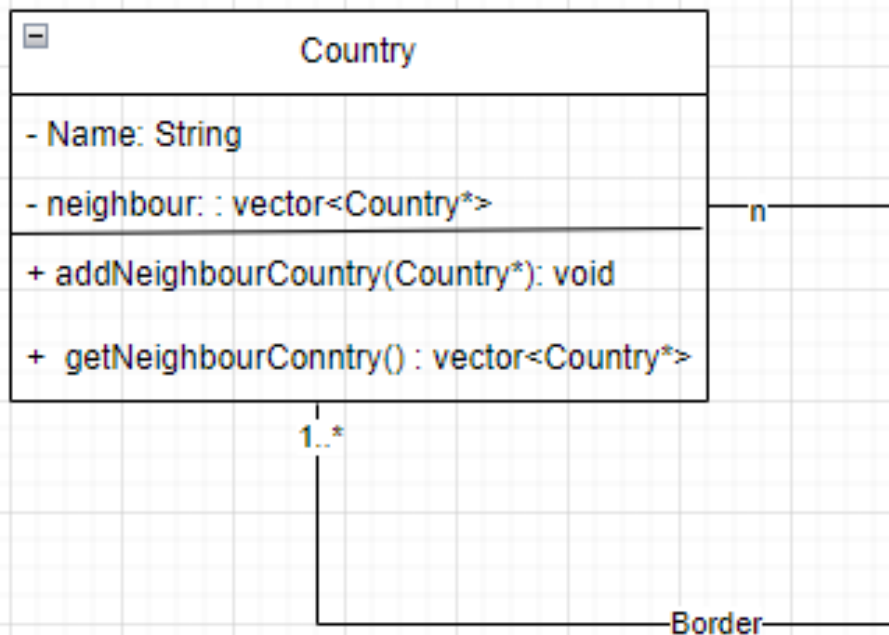 Country
- Name: String
- neighbour: : vector<Country*>
n
+ addNeighbourCountry(Country*): void
+ getNeighbourConntry() : vector<Country*>
1..*
Border